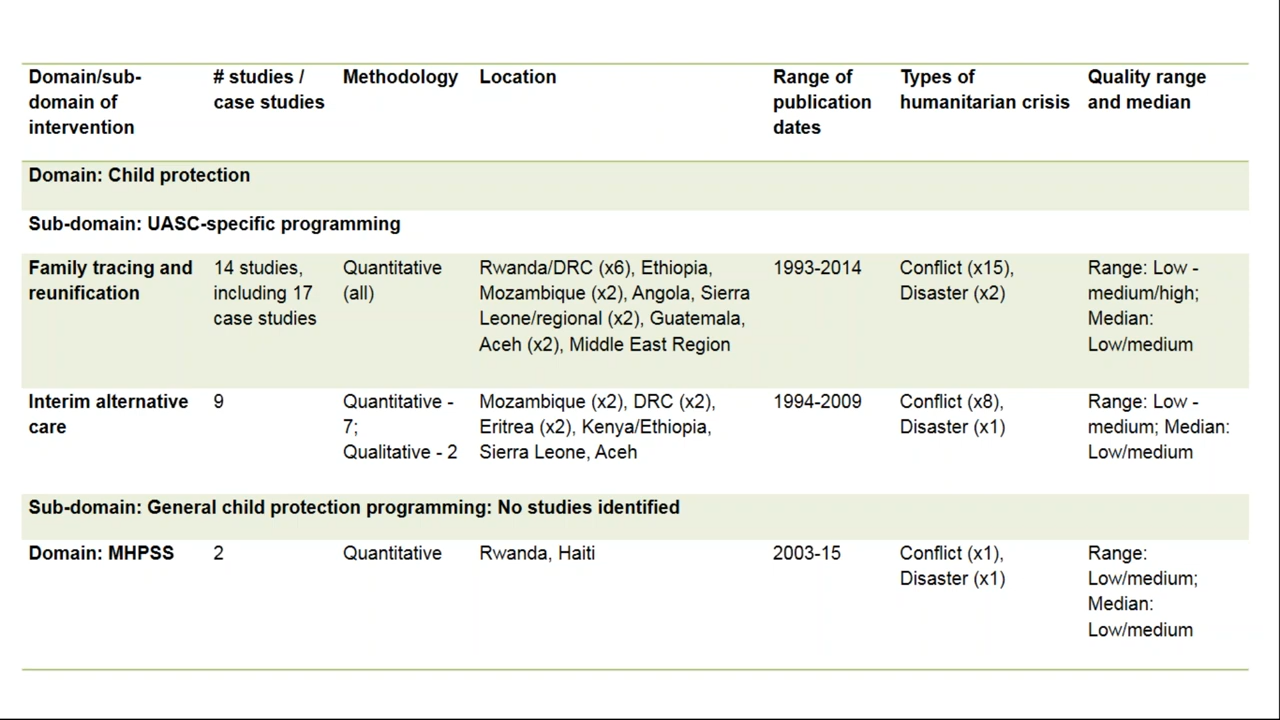 Domain/sub-domain of intervention | # studies / case studies | Methodology | Location | Range of publication dates | Types of humanitarian crisis | Quality range and median
Domain: Child protection
Sub-domain: UASC-specific programming
Family tracing and reunification | 14 studies, including 17 case studies | Quantitative (all) | Rwanda/DRC (x6), Ethiopia, Mozambique (x2), Angola, Sierra Leone/regional (x2), Guatemala, Aceh (x2), Middle East Region | 1993-2014 | Conflict (x15), Disaster (x2) | Range: Low - medium/high; Median: Low/medium
Interim alternative care | 9 | Quantitative - 7; Qualitative - 2 | Mozambique (x2), DRC (x2), Eritrea (x2), Kenya/Ethiopia, Sierra Leone, Aceh | 1994-2009 | Conflict (x8), Disaster (x1) | Range: Low - medium; Median: Low/medium
Sub-domain: General child protection programming: No studies identified
Domain: MHPSS | 2 | Quantitative | Rwanda, Haiti | 2003-15 | Conflict (x1), Disaster (x1) | Range: Low/medium; Median: Low/medium